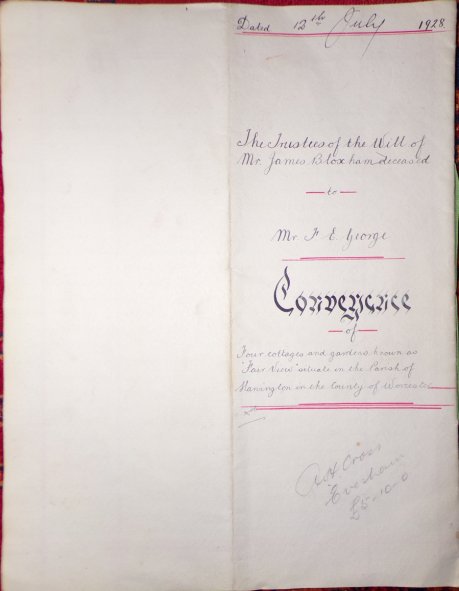 Dated 12th July 1928
The Trustees of the Will of
Mr. James Bloxham deceased
to
Mr. F. E. George
Conveyance
of
Four cottages and gardens known as
"Fair View" situate in the Parish of
in the County of Worcester
Cross
Evesham
£5-10-0